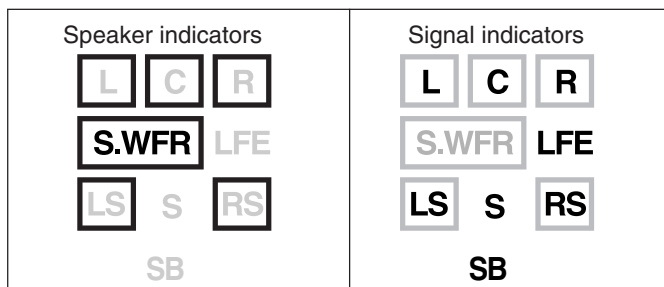 Speaker indicators
L C R
S.WFR LFE
LS S RS
SB
Signal indicators
L C R
S.WFR LFE
LS S RS
SB